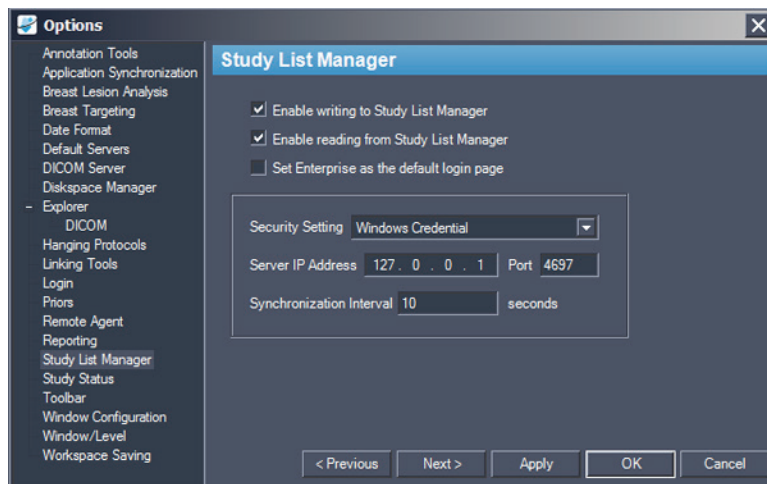 Options
Annotation Tools
Application Synchronization
Breast Lesion Analysis
Breast Targeting
Date Format
Default Servers
DICOM Server
Diskspace Manager
Explorer
DICOM
Hanging Protocols
Linking Tools
Login
Priors
Remote Agent
Reporting
Study List Manager
Study Status
Toolbar
Window Configuration
Window/Level
Workspace Saving
Study List Manager
Enable writing to Study List Manager
Enable reading from Study List Manager
Set Enterprise as the default login page
Security Setting Windows Credential
Server IP Address 127 . 0 . 0 . 1 Port 4697
Synchronization Interval 10 seconds
< Previous Next > Apply OK Cancel